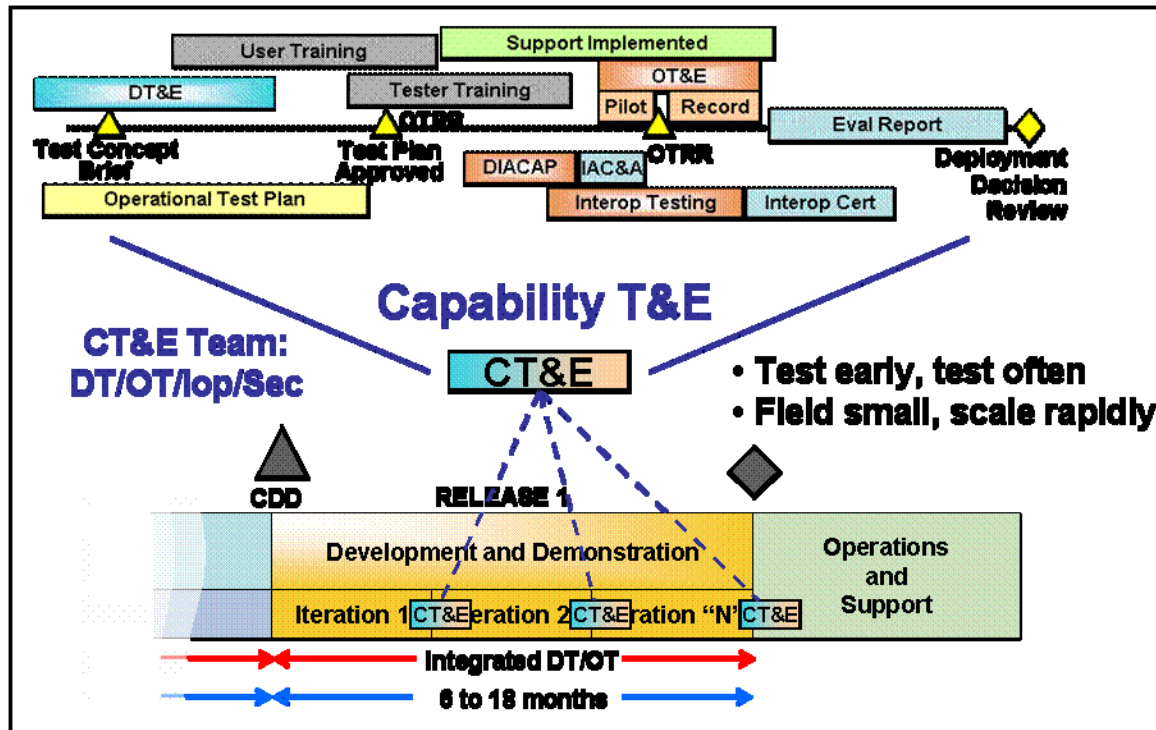 User Training
Support Implemented
DT&E
Tester Training
OT&E
Pilot
Record
OTRR
Eval Report
Test Concept
Brief
Test Plan
Approved
OTRR
Deployment
Decision
Review
DIACAP
IAC&A
Operational Test Plan
Interop Testing
Interop Cert
Capability T&E
CT&E Team:
DT/OT/Iop/Sec
CT&E
• Test early, test often
• Field small, scale rapidly
CDD
RELEASE 1
Development and Demonstration
Operations
and
Support
Iteration 1
CT&E
eration 2
CT&E
ration “N”
CT&E
Integrated DT/OT
6 to 18 months